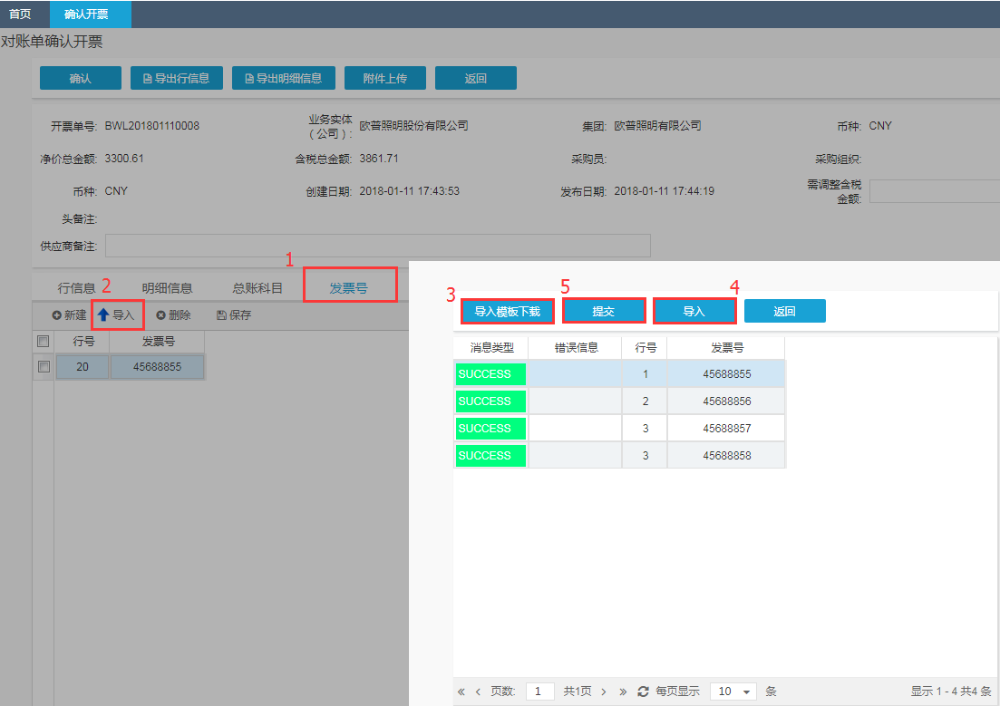 首页 确认开票
对账单确认开票
确认 导出行信息 导出明细信息 附件上传 返回
开票单号: BWL201801110008 业务实体（公司）: 欧普照明股份有限公司 集团: 欧普照明有限公司 币种: CNY
净价总金额: 3300.61 含税总金额: 3861.71 采购员: 采购组织:
币种: CNY 创建日期: 2018-01-11 17:43:53 发布日期: 2018-01-11 17:44:19 需调整含税金额:
头备注:
供应商备注:
1
行信息 2 明细信息 总账科目 发票号
新建 导入 删除 保存
行号 发票号
20 45688855
3 5 4
导入模板下载 提交 导入 返回
消息类型 错误信息 行号 发票号
SUCCESS 1 45688855
SUCCESS 2 45688856
SUCCESS 3 45688857
SUCCESS 3 45688858
« ‹ 页数: 1 共1页 › » 每页显示 10 条 显示 1 - 4 共4 条